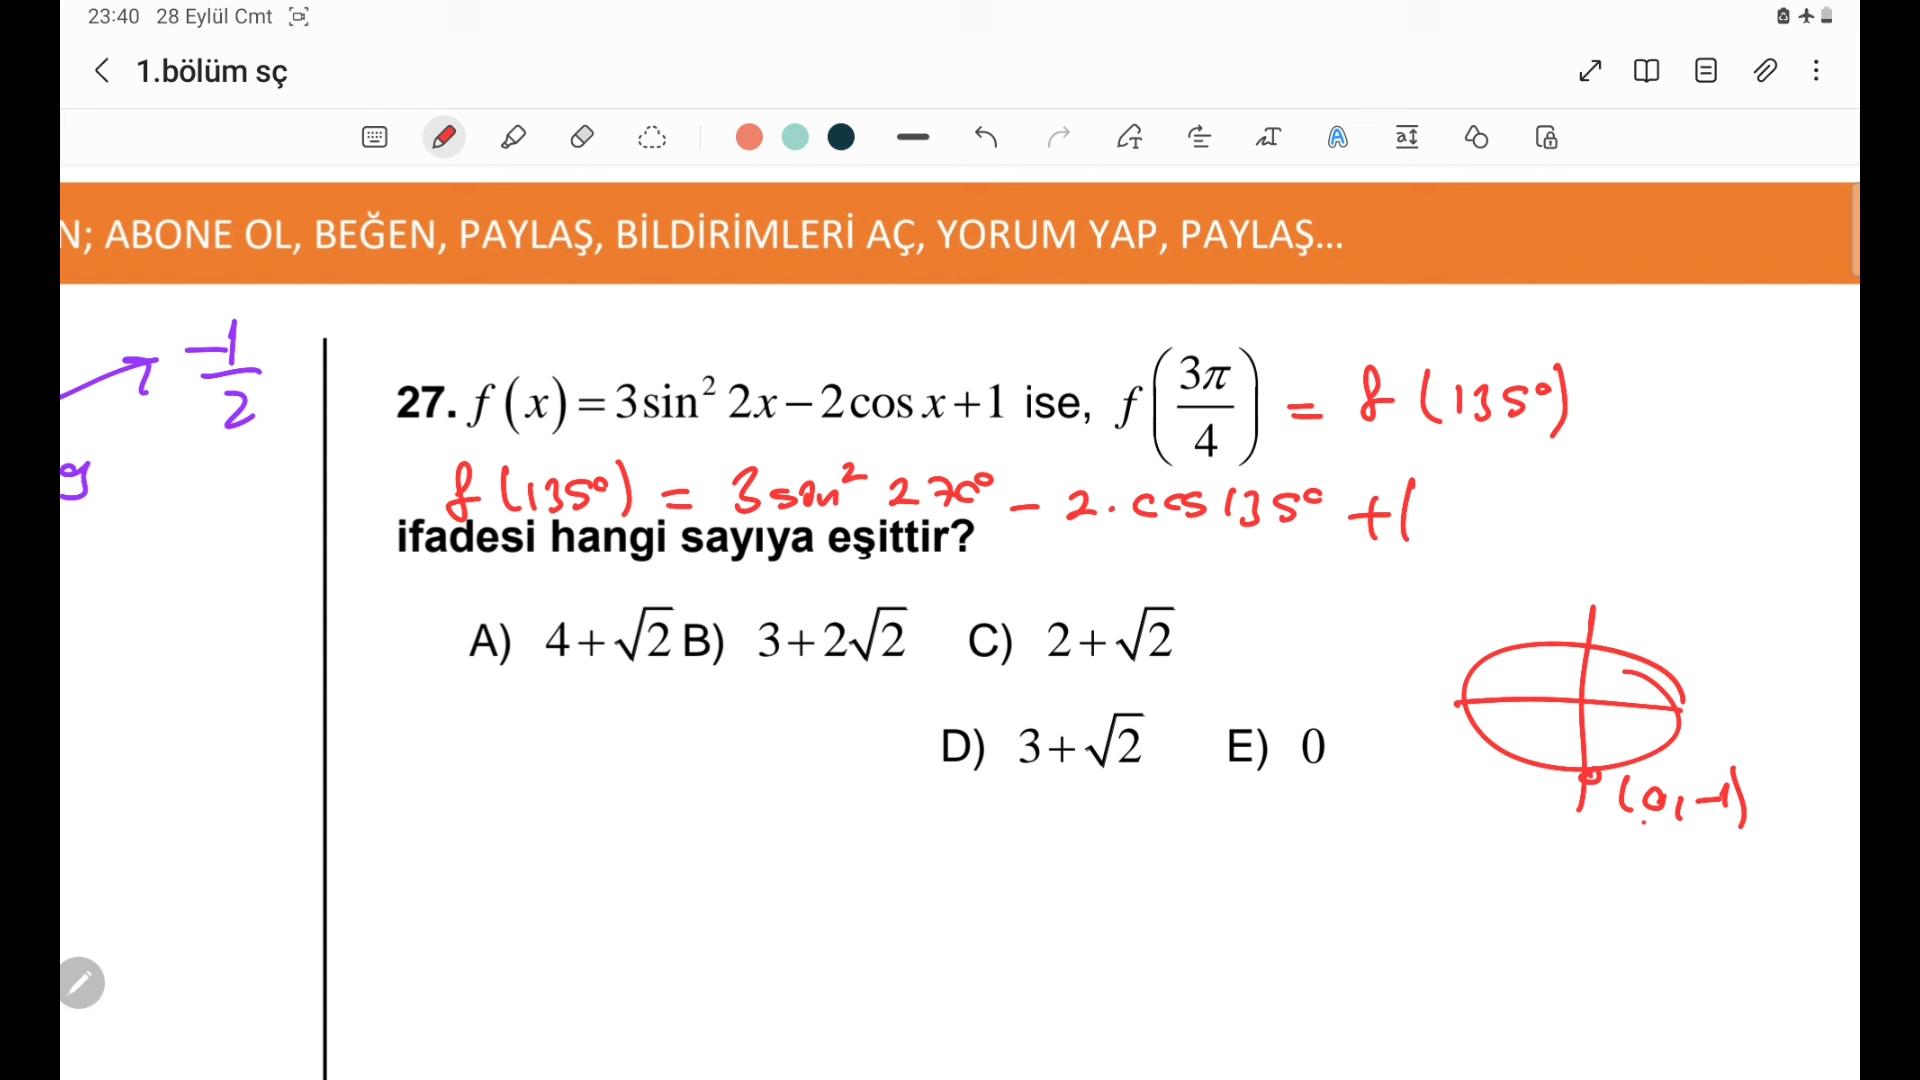 23:40 28 Eylül Cmt
1.bölüm sç
N; ABONE OL, BEĞEN, PAYLAŞ, BİLDİRİMLERİ AÇ, YORUM YAP, PAYLAŞ...
-1/2
27. f(x)=3sin² 2x−2cos x+1 ise, f(3π/4) = f(135°)
f(135°) = 3sin² 270° - 2.cos135° +1
ifadesi hangi sayıya eşittir?
A) 4+√2 B) 3+2√2 C) 2+√2
D) 3+√2 E) 0
(0,-1)